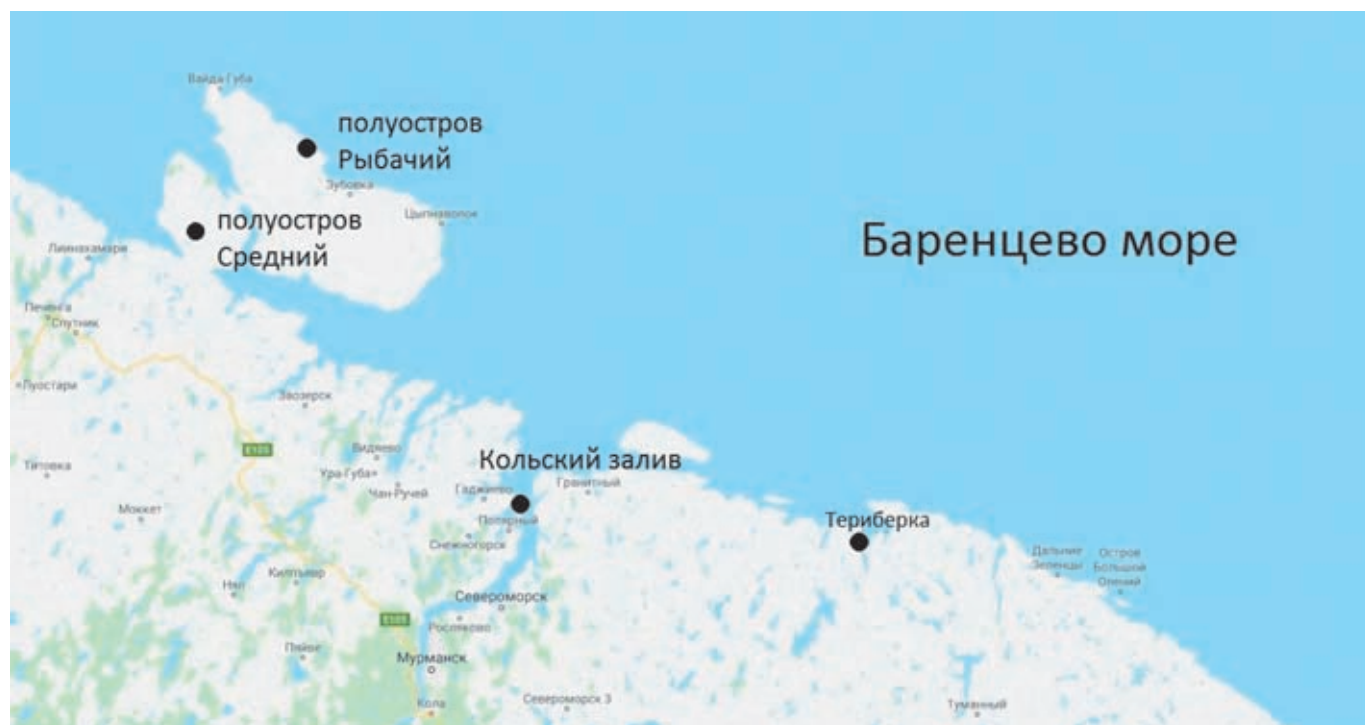 Вайда-Губа
полуостров
Рыбачий
Зубовка
Цыпнаволок
полуостров
Средний
Баренцево море
Лиинахамари
Печенга
Спутник
Луостари
Заозерск
E105
Титовка
Видяево
Ура-Губа
Чан-Ручей
Кольский залив
Гаджиево
Гранитный
Моккет
Полярный
Териберка
Снежногорск
Дальние
Зеленцы
Остров
Большой
Олений
Килпъявр
Нял
Североморск
E105
Росляково
Пяйве
Мурманск
Кола
Североморск 3
Туманный